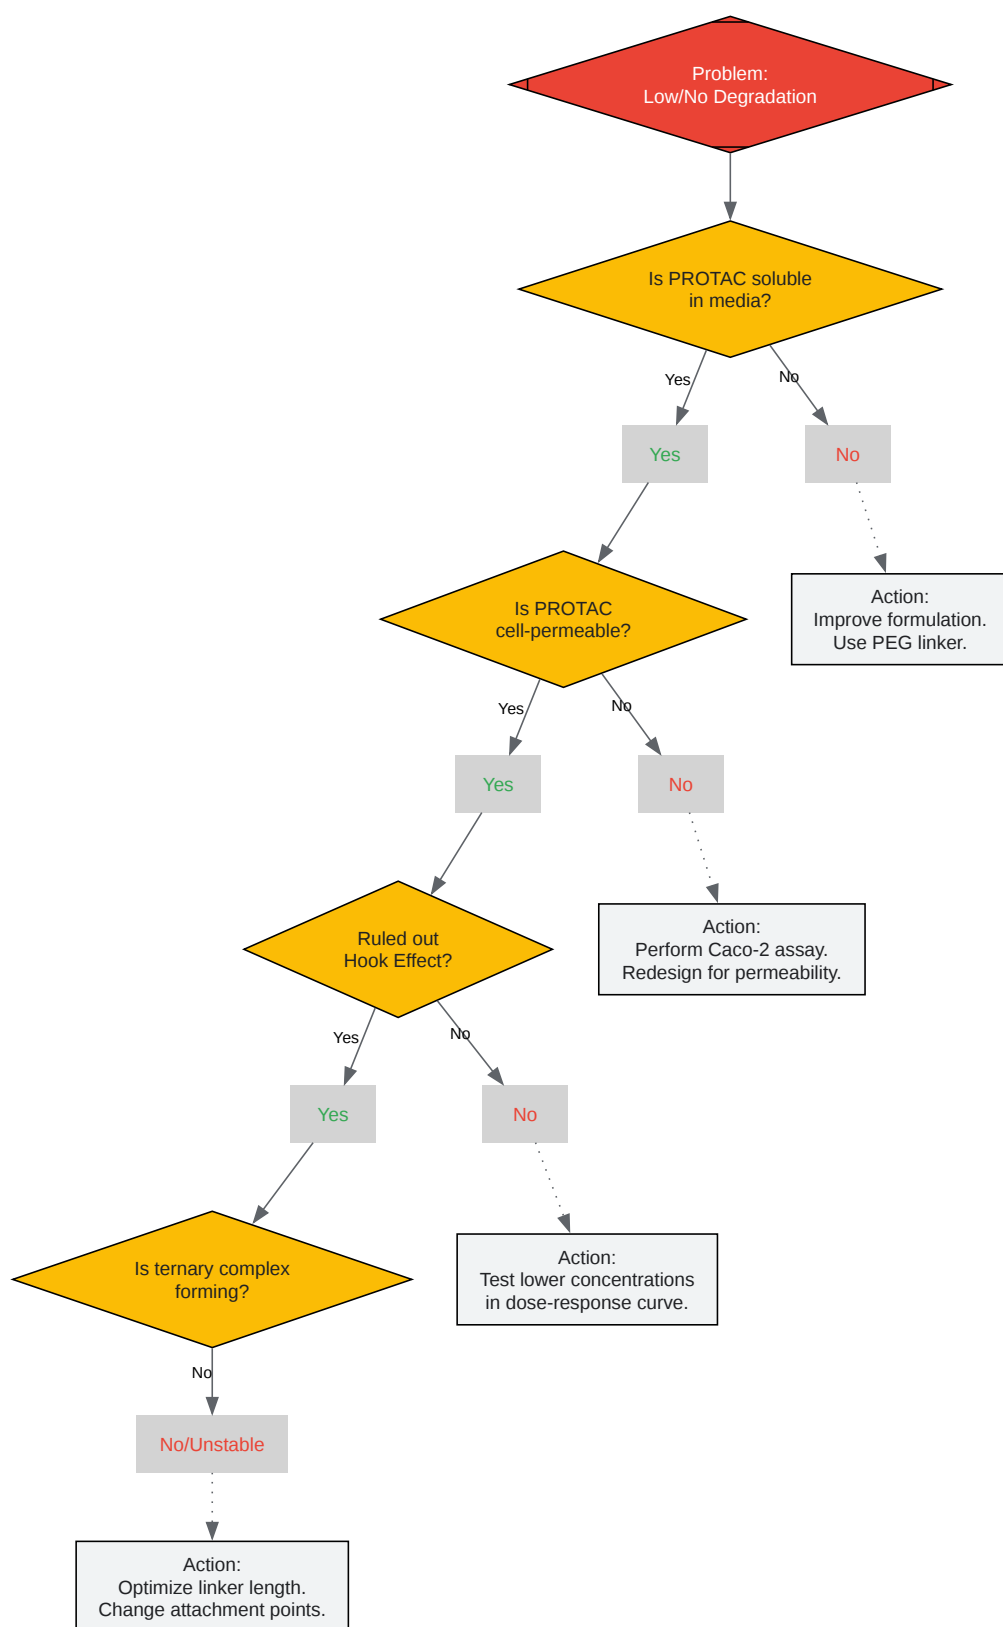 Problem:
Low/No Degradation
Is PROTAC soluble
in media?
Yes
No
Yes
No
Action:
Improve formulation.
Use PEG linker.
Is PROTAC
cell-permeable?
Yes
No
Yes
No
Action:
Perform Caco-2 assay.
Redesign for permeability.
Ruled out
Hook Effect?
Yes
No
Yes
No
Action:
Test lower concentrations
in dose-response curve.
Is ternary complex
forming?
No
No/Unstable
Action:
Optimize linker length.
Change attachment points.